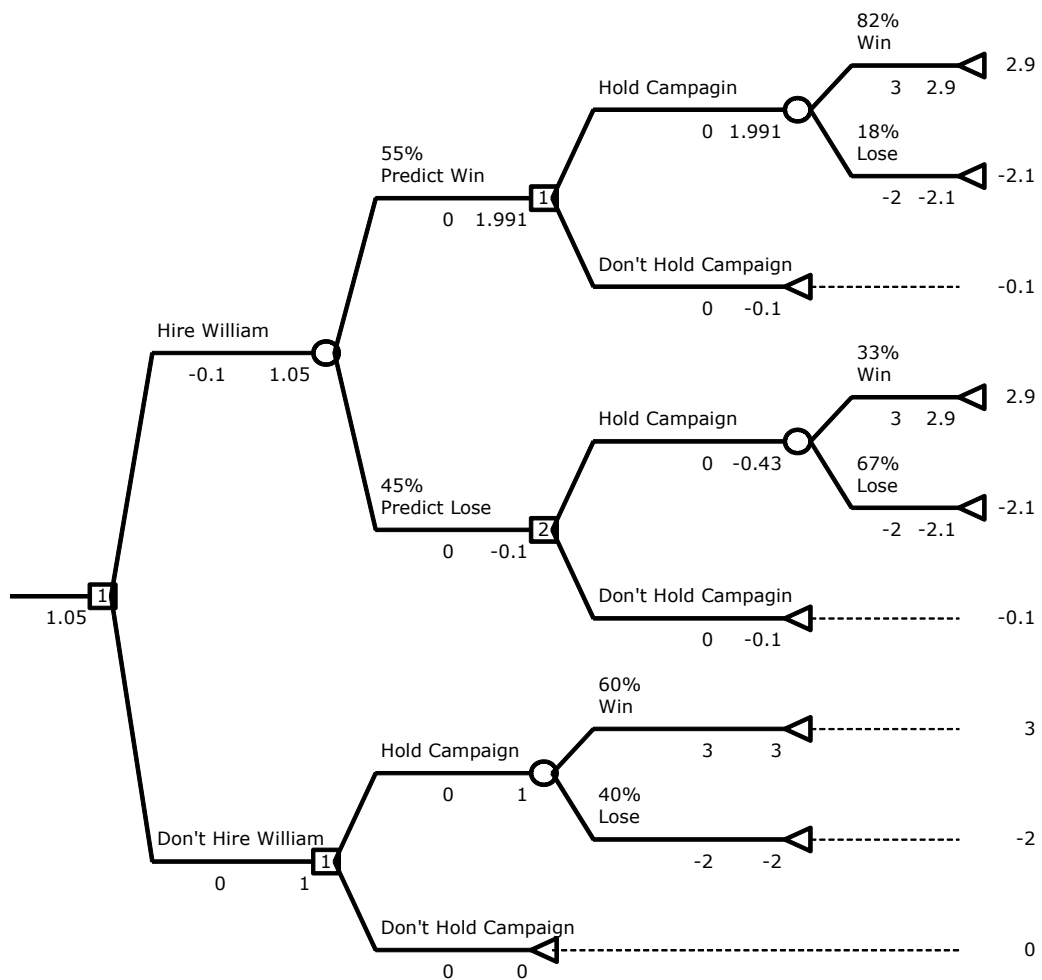 82%
Win
2.9
3 2.9
Hold Campagin
0 1.991
18%
Lose
-2.1
-2 -2.1
55%
Predict Win
1
0 1.991
Don't Hold Campaign
-0.1
0 -0.1
Hire William
-0.1 1.05
33%
Win
2.9
3 2.9
Hold Campaign
0 -0.43
67%
Lose
-2.1
-2 -2.1
45%
Predict Lose
2
0 -0.1
Don't Hold Campagin
-0.1
0 -0.1
1
1.05
60%
Win
3
3 3
Hold Campaign
0 1
40%
Lose
-2
-2 -2
Don't Hire William
1
0 1
Don't Hold Campaign
0
0 0